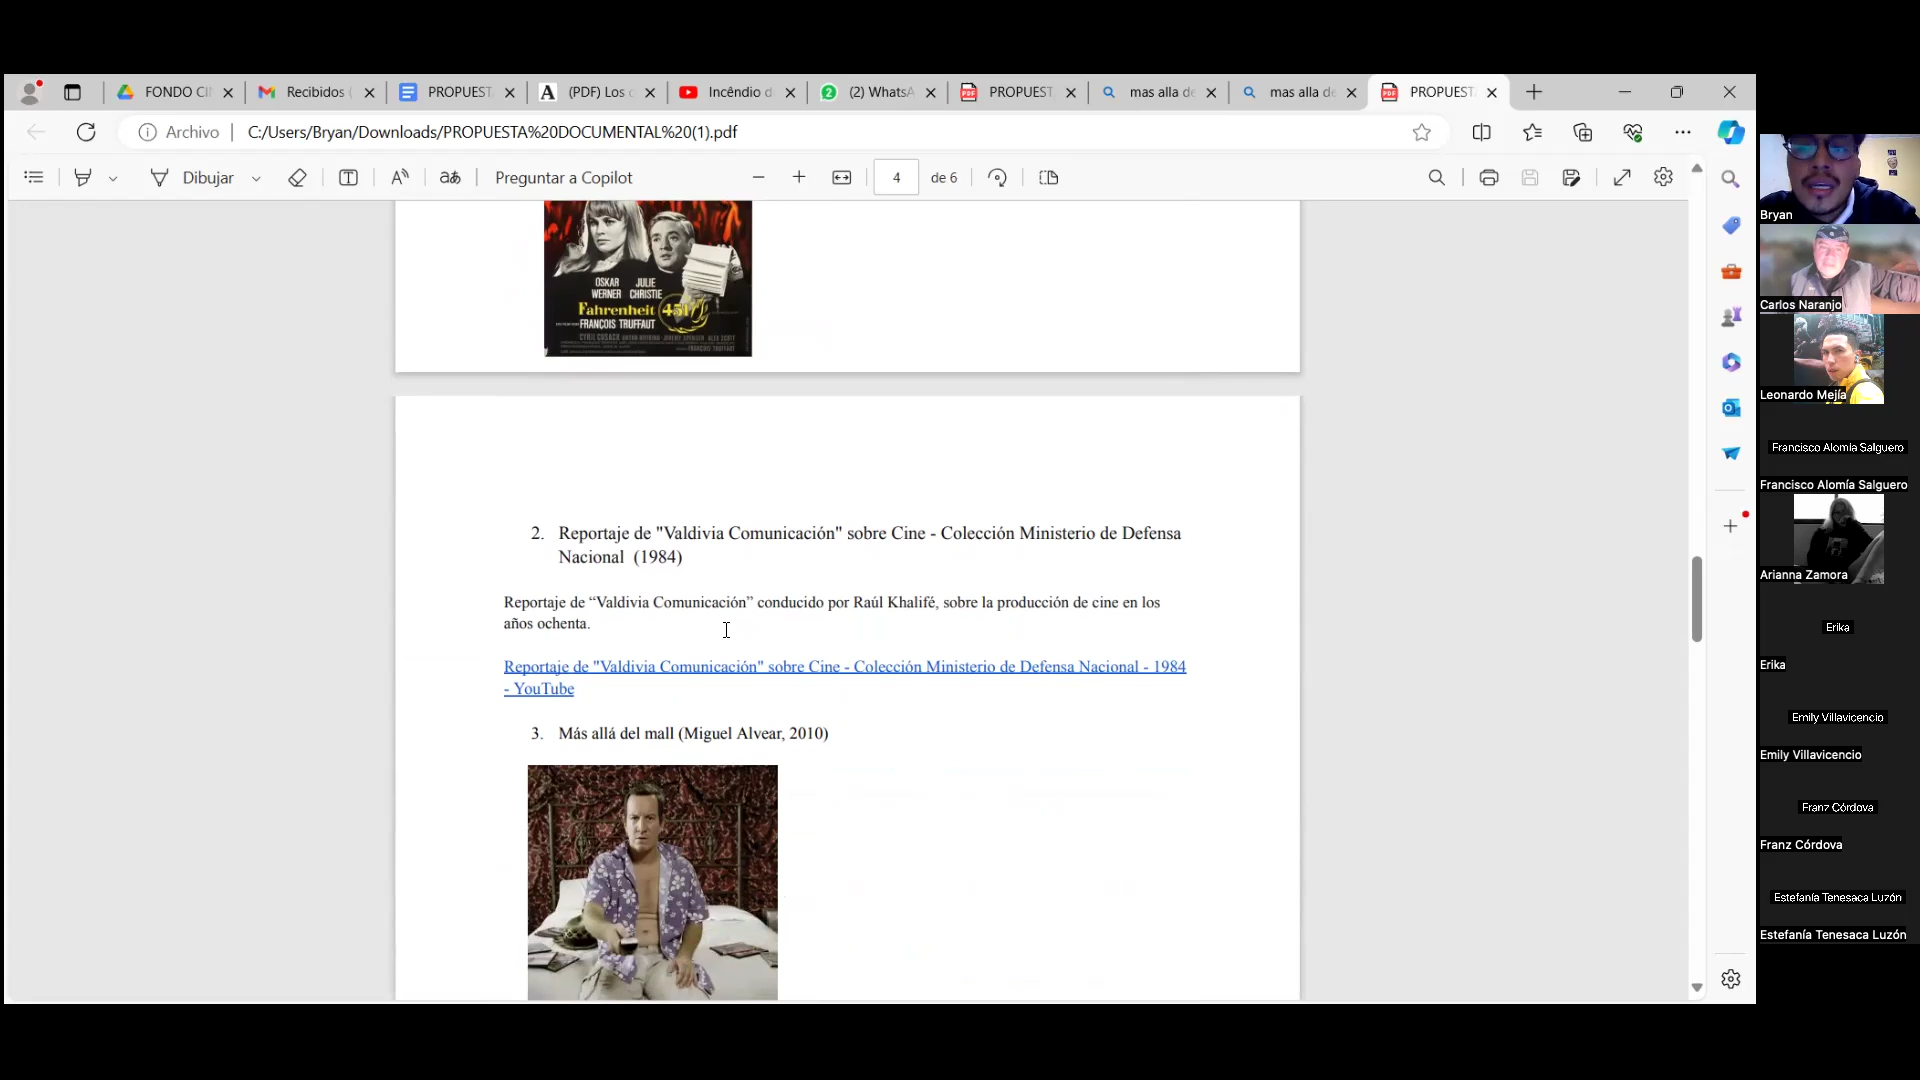 FONDO CI
Recibidos (
PROPUEST
(PDF) Los c
Incêndio d
(2) WhatsA
PROPUEST
mas alla de
mas alla de
PROPUEST
Archivo
C:/Users/Bryan/Downloads/PROPUESTA%20DOCUMENTAL%20(1).pdf
Dibujar
Preguntar a Copilot
4
de 6
OSKAR JULIE
WERNER CHRISTIE
Fahrenheit 451
FRANÇOIS TRUFFAUT
2. Reportaje de "Valdivia Comunicación" sobre Cine - Colección Ministerio de Defensa
Nacional (1984)
Reportaje de “Valdivia Comunicación” conducido por Raúl Khalifé, sobre la producción de cine en los
años ochenta.
Reportaje de "Valdivia Comunicación" sobre Cine - Colección Ministerio de Defensa Nacional - 1984
- YouTube
3. Más allá del mall (Miguel Alvear, 2010)
Bryan
Carlos Naranjo
Leonardo Mejía
Francisco Alomía Salguero
Francisco Alomía Salguero
Arianna Zamora
Erika
Erika
Emily Villavicencio
Emily Villavicencio
Franz Córdova
Franz Córdova
Estefanía Tenesaca Luzón
Estefanía Tenesaca Luzón